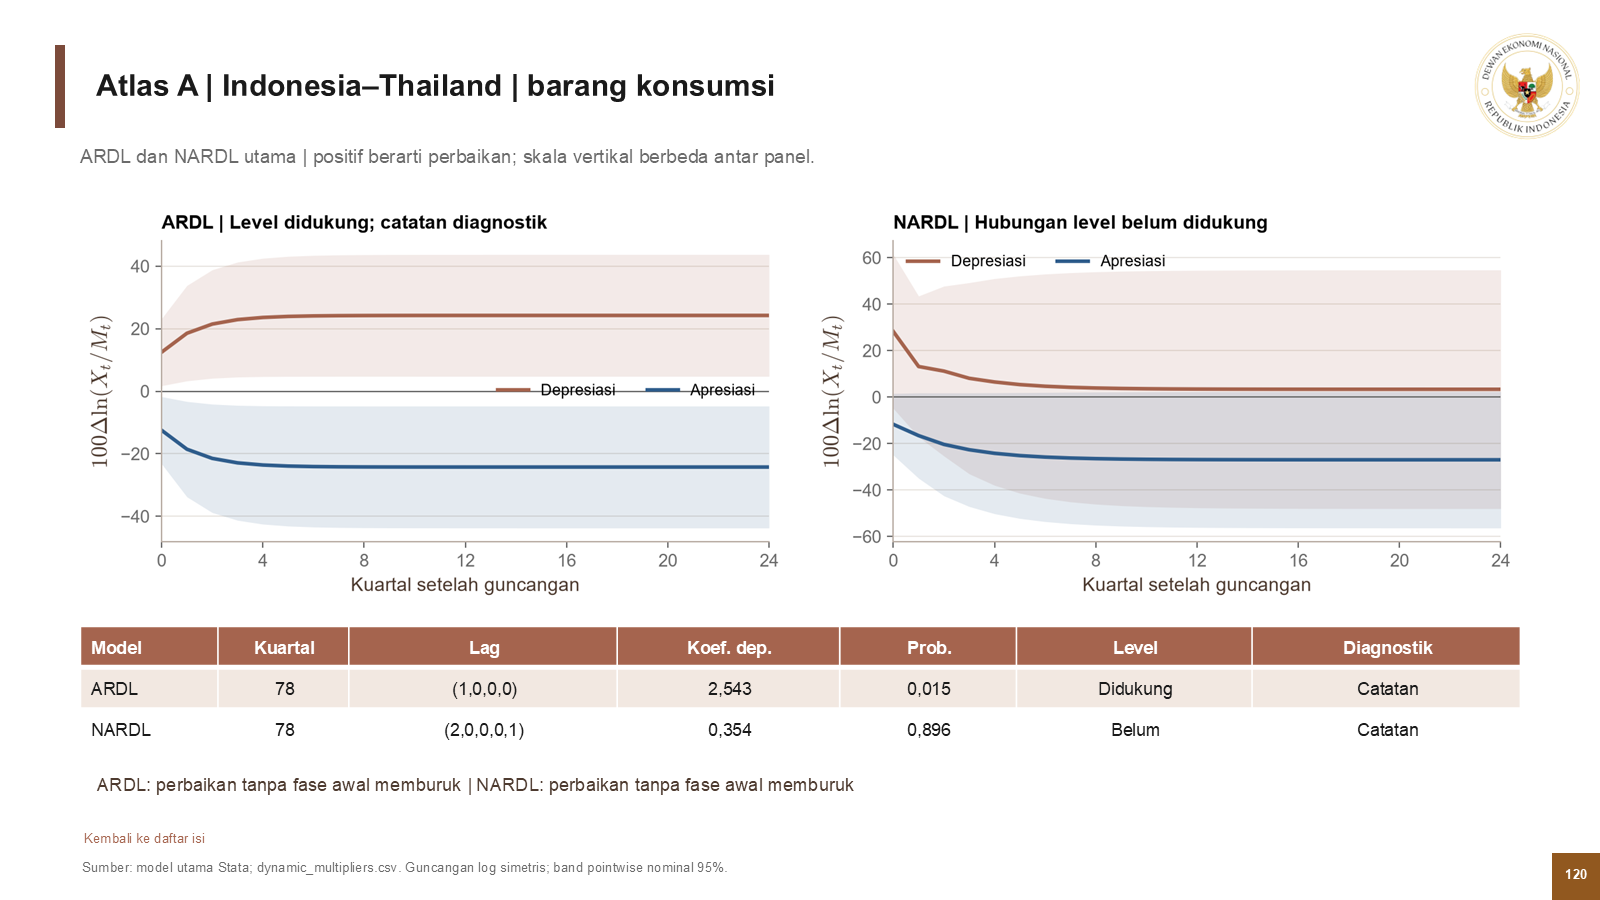 Atlas A | Indonesia–Thailand | barang konsumsi
DEWAN EKONOMI NASIONAL
REPUBLIK INDONESIA
ARDL dan NARDL utama | positif berarti perbaikan; skala vertikal berbeda antar panel.
ARDL | Level didukung; catatan diagnostik
100Δln(Xₜ/Mₜ)
40
20
0
−20
−40
Depresiasi Apresiasi
0 4 8 12 16 20 24
Kuartal setelah guncangan
NARDL | Hubungan level belum didukung
100Δln(Xₜ/Mₜ)
60
40
20
0
−20
−40
−60
Depresiasi Apresiasi
0 4 8 12 16 20 24
Kuartal setelah guncangan
Model Kuartal Lag Koef. dep. Prob. Level Diagnostik
ARDL 78 (1,0,0,0) 2,543 0,015 Didukung Catatan
NARDL 78 (2,0,0,0,1) 0,354 0,896 Belum Catatan
ARDL: perbaikan tanpa fase awal memburuk | NARDL: perbaikan tanpa fase awal memburuk
Kembali ke daftar isi
Sumber: model utama Stata; dynamic_multipliers.csv. Guncangan log simetris; band pointwise nominal 95%.
120